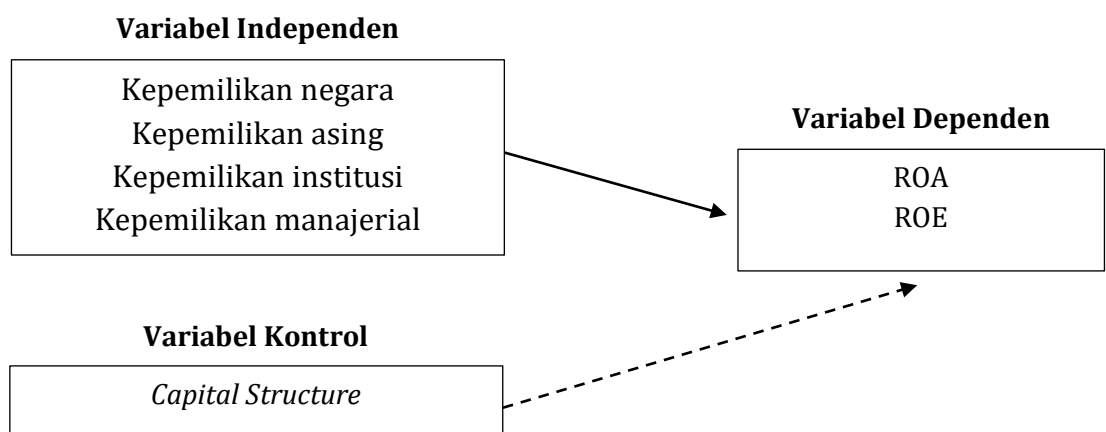 Variabel Independen
Kepemilikan negara
Kepemilikan asing
Kepemilikan institusi
Kepemilikan manajerial
Variabel Dependen
ROA
ROE
Variabel Kontrol
Capital Structure